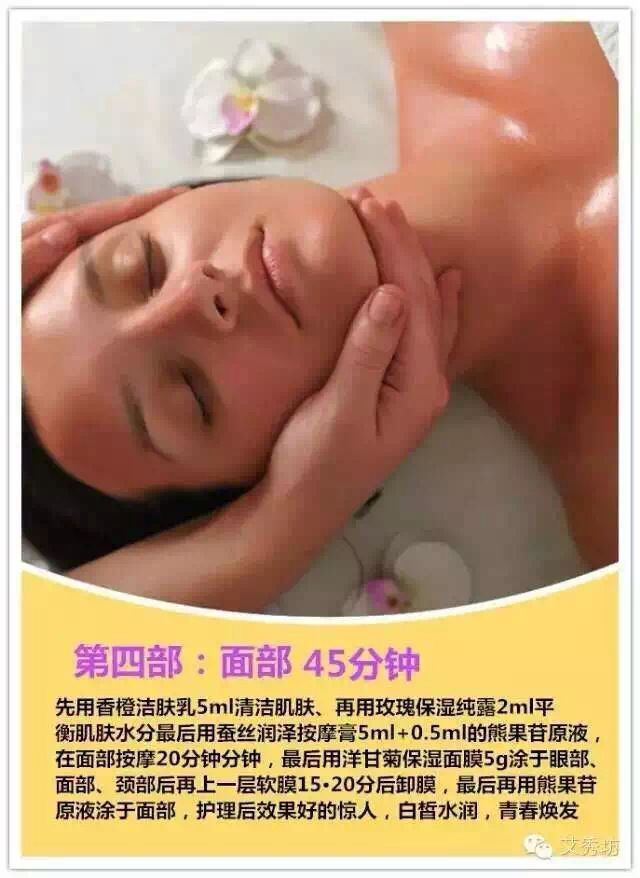 第四部：面部 45分钟
先用香橙洁肤乳5ml清洁肌肤、再用玫瑰保湿纯露2ml平
衡肌肤水分最后用蚕丝润泽按摩膏5ml+0.5ml的熊果苷原液，
在面部按摩20分钟分钟，最后用洋甘菊保湿面膜5g涂于眼部、
面部、颈部后再上一层软膜15·20分后卸膜，最后再用熊果苷
原液涂于面部，护理后效果好的惊人，白皙水润，青春焕发
艾秀坊